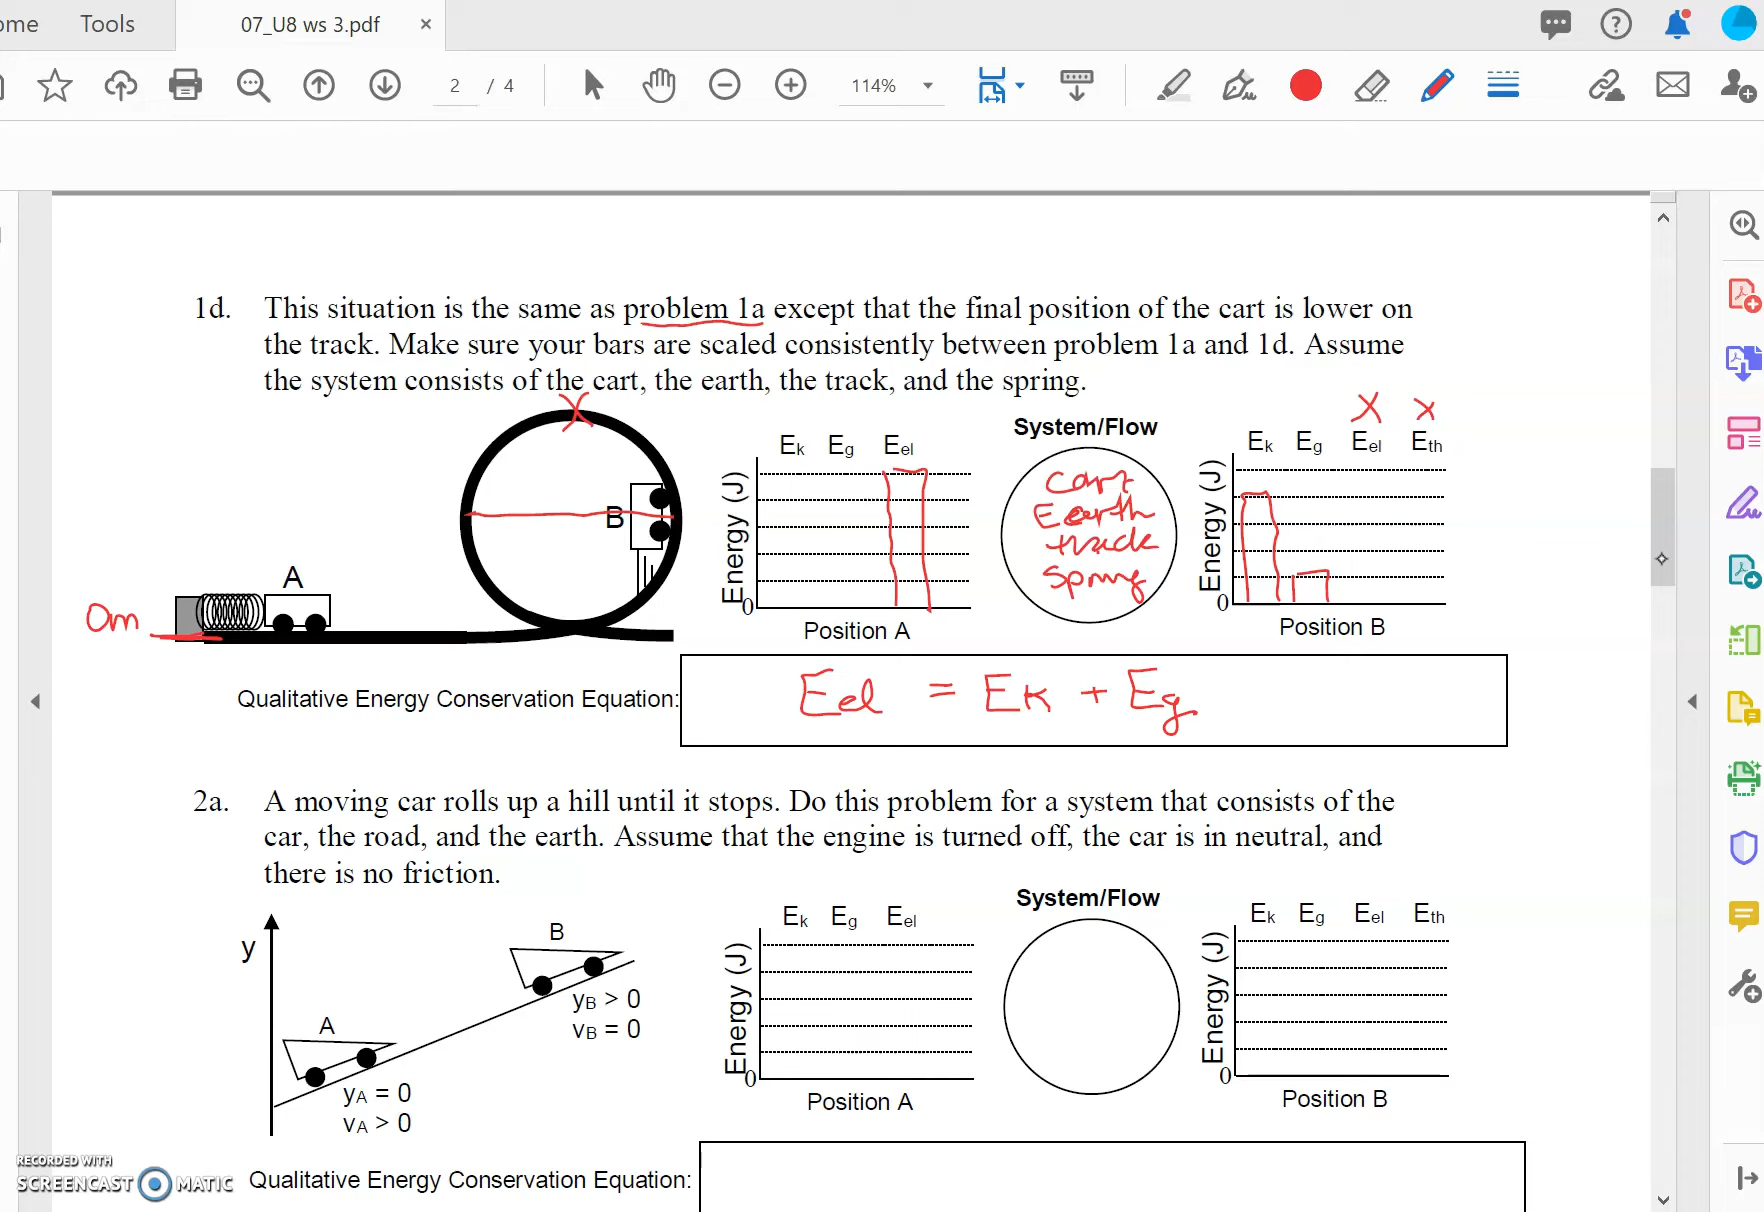 ome Tools 07_U8 ws 3.pdf ×
2 / 4 114%
1d. This situation is the same as problem 1a except that the final position of the cart is lower on
the track. Make sure your bars are scaled consistently between problem 1a and 1d. Assume
the system consists of the cart, the earth, the track, and the spring.
X X x
System/Flow
Ek Eg Eel
Ek Eg Eel Eth
Energy (J)
Energy (J)
cart
Earth
track
Spring
B
A
0m
0
0
Position A
Position B
Qualitative Energy Conservation Equation:
Eel = EK + Eg
2a. A moving car rolls up a hill until it stops. Do this problem for a system that consists of the
car, the road, and the earth. Assume that the engine is turned off, the car is in neutral, and
there is no friction.
System/Flow
Ek Eg Eel
Ek Eg Eel Eth
y
B
yB > 0
vB = 0
A
yA = 0
vA > 0
Energy (J)
Energy (J)
0
0
Position A
Position B
RECORDED WITH
SCREENCAST MATIC
Qualitative Energy Conservation Equation: